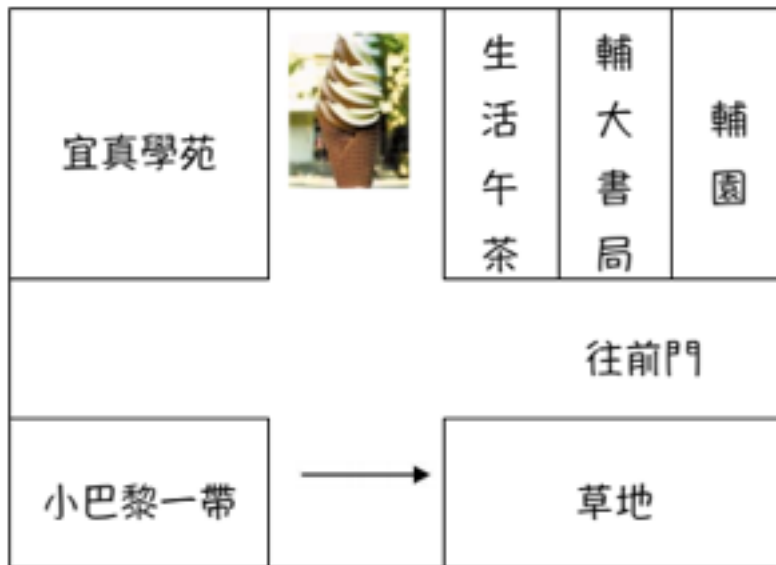 宜真學苑
生活午茶
輔大書局
輔園
往前門
小巴黎一帶
草地